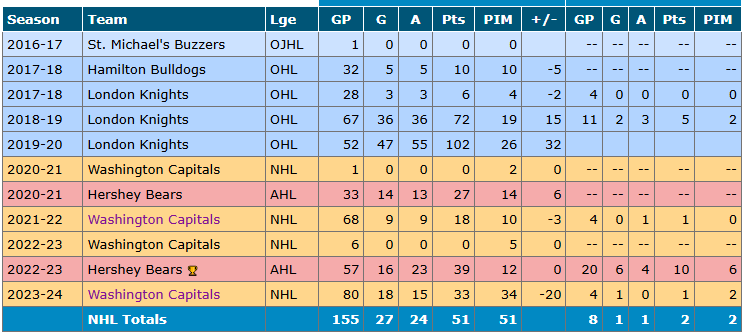 Season Team Lge GP G A Pts PIM +/- GP G A Pts PIM
2016-17 St. Michael's Buzzers OJHL 1 0 0 0 0 -- -- -- -- --
2017-18 Hamilton Bulldogs OHL 32 5 5 10 10 -5 -- -- -- -- --
2017-18 London Knights OHL 28 3 3 6 4 -2 4 0 0 0 0
2018-19 London Knights OHL 67 36 36 72 19 15 11 2 3 5 2
2019-20 London Knights OHL 52 47 55 102 26 32
2020-21 Washington Capitals NHL 1 0 0 0 2 0 -- -- -- -- --
2020-21 Hershey Bears AHL 33 14 13 27 14 6 -- -- -- -- --
2021-22 Washington Capitals NHL 68 9 9 18 10 -3 4 0 1 1 0
2022-23 Washington Capitals NHL 6 0 0 0 5 0 -- -- -- -- --
2022-23 Hershey Bears AHL 57 16 23 39 12 0 20 6 4 10 6
2023-24 Washington Capitals NHL 80 18 15 33 34 -20 4 1 0 1 2
NHL Totals 155 27 24 51 51 8 1 1 2 2